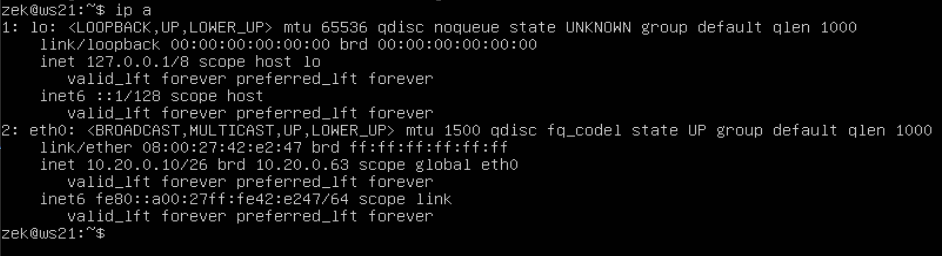 zek@ws21:~$ ip a
1: lo: <LOOPBACK,UP,LOWER_UP> mtu 65536 qdisc noqueue state UNKNOWN group default qlen 1000
    link/loopback 00:00:00:00:00:00 brd 00:00:00:00:00:00
    inet 127.0.0.1/8 scope host lo
       valid_lft forever preferred_lft forever
    inet6 ::1/128 scope host
       valid_lft forever preferred_lft forever
2: eth0: <BROADCAST,MULTICAST,UP,LOWER_UP> mtu 1500 qdisc fq_codel state UP group default qlen 1000
    link/ether 08:00:27:42:e2:47 brd ff:ff:ff:ff:ff:ff
    inet 10.20.0.10/26 brd 10.20.0.63 scope global eth0
       valid_lft forever preferred_lft forever
    inet6 fe80::a00:27ff:fe42:e247/64 scope link
       valid_lft forever preferred_lft forever
zek@ws21:~$